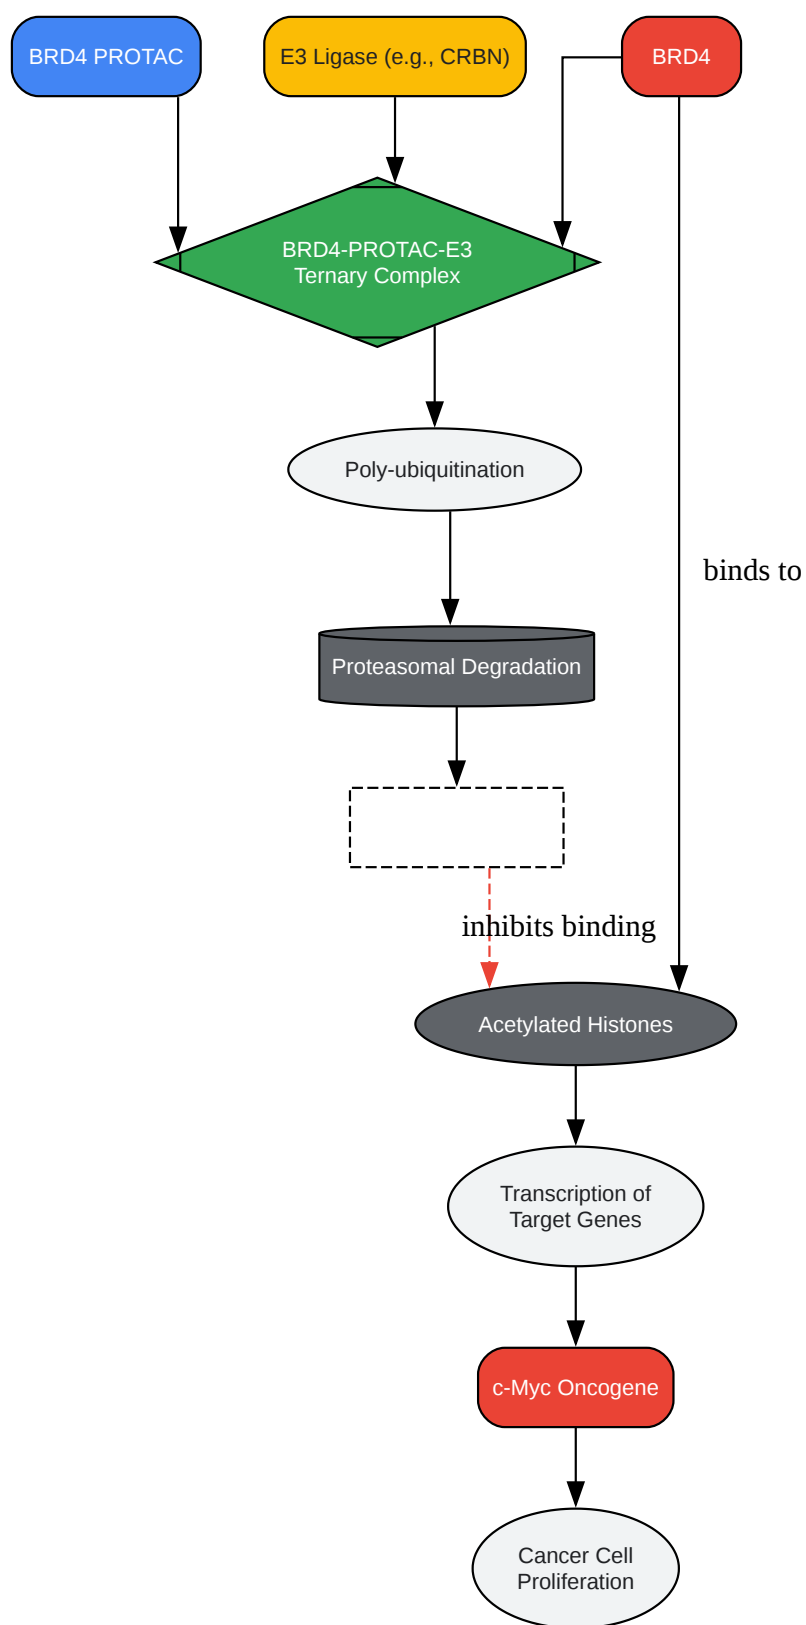 BRD4 PROTAC
E3 Ligase (e.g., CRBN)
BRD4
BRD4-PROTAC-E3
Ternary Complex
Poly-ubiquitination
binds to
Proteasomal Degradation
inhibits binding
Acetylated Histones
Transcription of
Target Genes
c-Myc Oncogene
Cancer Cell
Proliferation